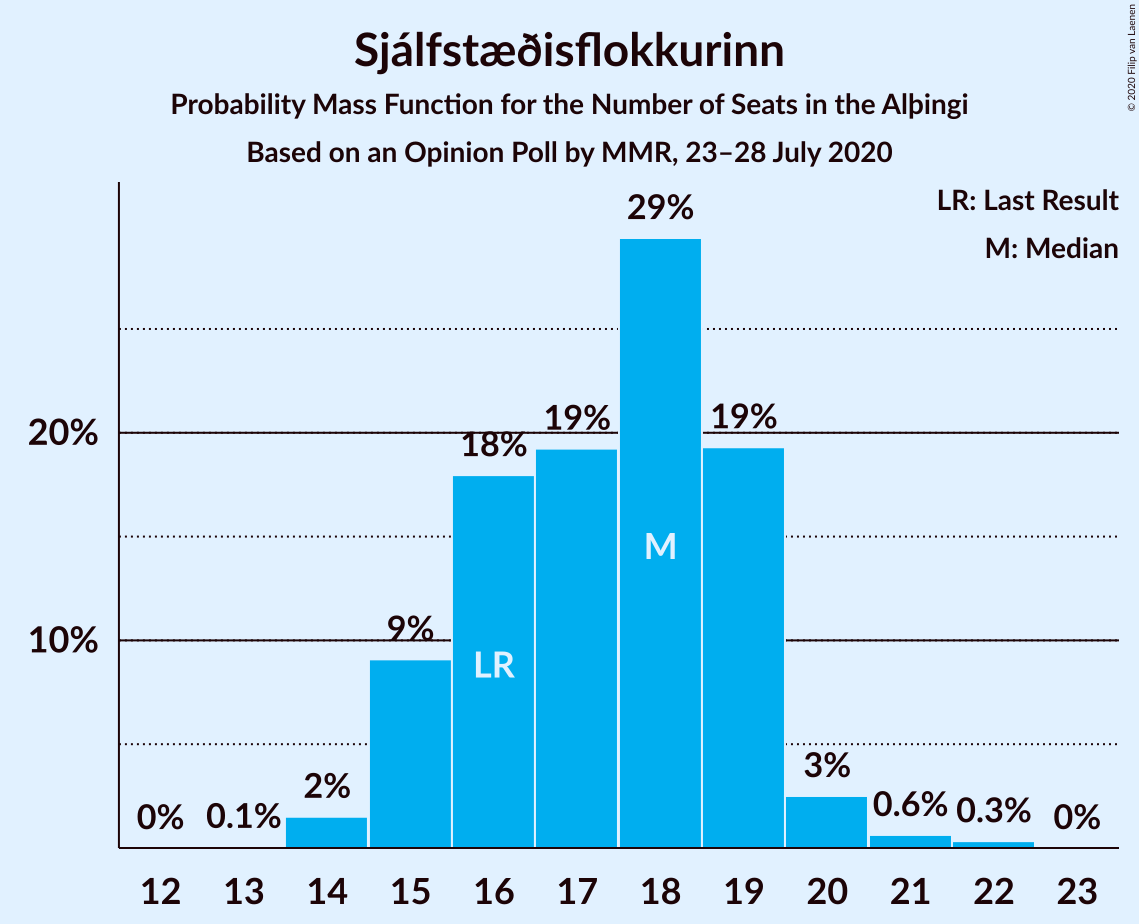 Sjálfstæðisflokkurinn
Probability Mass Function for the Number of Seats in the Alþingi
Based on an Opinion Poll by MMR, 23–28 July 2020
© 2020 Filip van Laenen
LR: Last Result
M: Median
20%
10%
0%
0.1%
2%
9%
18%
19%
29%
19%
3%
0.6%
0.3%
0%
LR
M
12 13 14 15 16 17 18 19 20 21 22 23